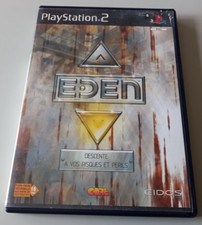 PlayStation 2
EDEN
DESCENTE
"A VOS RISQUES ET PERILS"
EIDOS